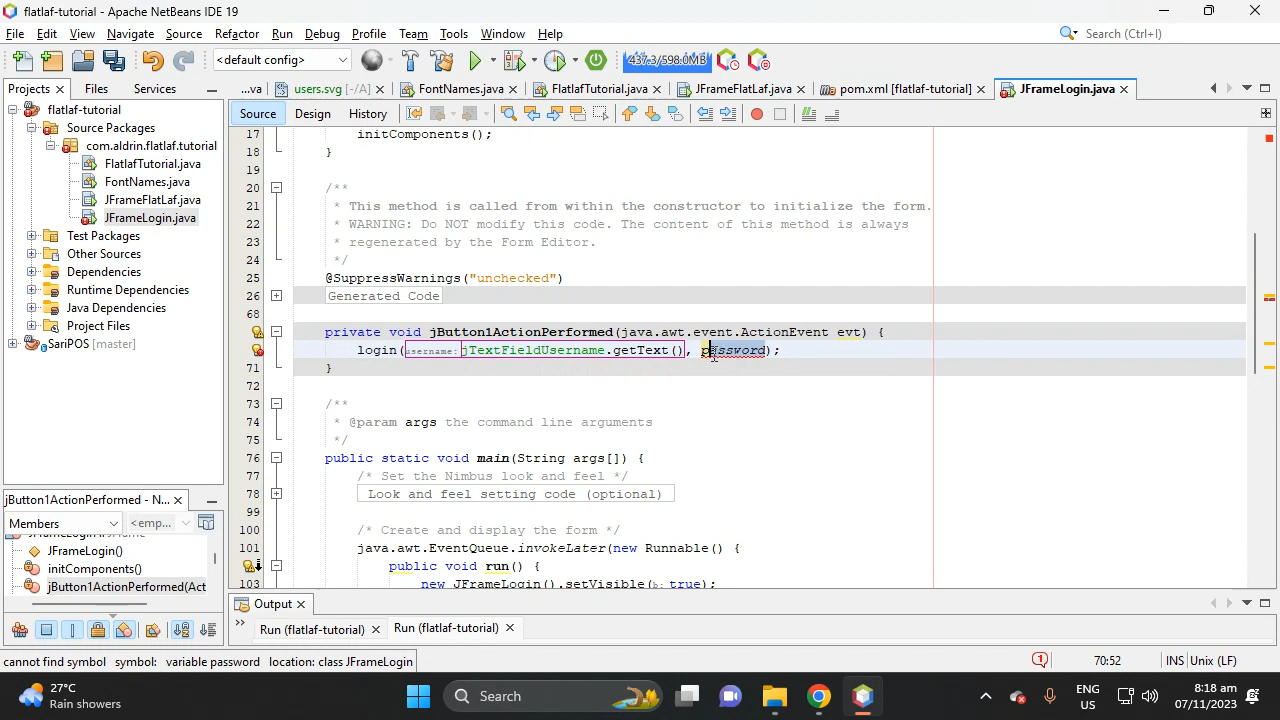 flatlaf-tutorial - Apache NetBeans IDE 19
File Edit View Navigate Source Refactor Run Debug Profile Team Tools Window Help
Search (Ctrl+I)
<default config>
437.3/598.0MB
Projects Files Services
...va users.svg [-/A] FontNames.java FlatlafTutorial.java JFrameFlatLaf.java pom.xml [flatlaf-tutorial] JFrameLogin.java
Source Design History
flatlaf-tutorial
Source Packages
com.aldrin.flatlaf.tutorial
FlatlafTutorial.java
FontNames.java
JFrameFlatLaf.java
JFrameLogin.java
Test Packages
Other Sources
Dependencies
Runtime Dependencies
Java Dependencies
Project Files
SariPOS [master]
17 initComponents();
18 }
19
20 /**
21 * This method is called from within the constructor to initialize the form.
22 * WARNING: Do NOT modify this code. The content of this method is always
23 * regenerated by the Form Editor.
24 */
25 @SuppressWarnings("unchecked")
26 Generated Code
68
private void jButton1ActionPerformed(java.awt.event.ActionEvent evt) {
login(username: jTextFieldUsername.getText(), password);
71 }
72
73 /**
74 * @param args the command line arguments
75 */
76 public static void main(String args[]) {
77 /* Set the Nimbus look and feel */
78 Look and feel setting code (optional)
99
100 /* Create and display the form */
101 java.awt.EventQueue.invokeLater(new Runnable() {
public void run() {
103 new JFrameLogin().setVisible(b: true);
jButton1ActionPerformed - N...
Members <emp...
JFrameLogin()
initComponents()
jButton1ActionPerformed(Act
Output
Run (flatlaf-tutorial) Run (flatlaf-tutorial)
cannot find symbol symbol: variable password location: class JFrameLogin
1 70:52 INS Unix (LF)
27°C
Rain showers
Search
ENG
US
8:18 am
07/11/2023